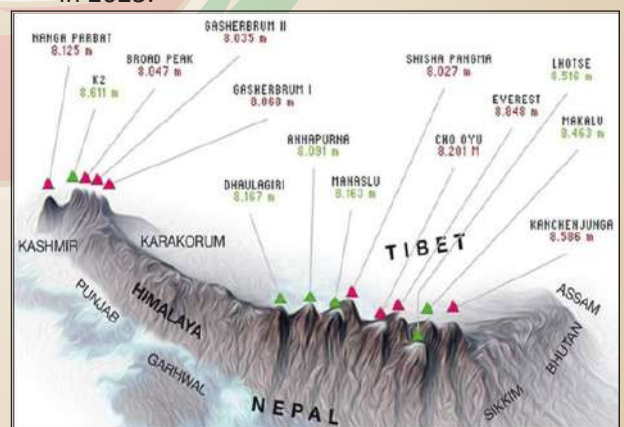 in 2023.
GASHERBRUM II
8.035 m
NANGA PARBAT
8.125 m
BROAD PEAK
8.047 m
K2
8.611 m
GASHERBRUM I
8.068 m
SHISHA PANGMA
8.027 m
LHOTSE
8.516 m
EVEREST
8.848 m
MAKALU
8.463 m
ANNAPURNA
8.091 m
CHO OYU
8.201 M
DHAULAGIRI
8.167 m
MANASLU
8.163 m
KANCHENJUNGA
8.586 m
TIBET
KASHMIR
KARAKORUM
PUNJAB
HIMALAYA
GARHWAL
NEPAL
ASSAM
BHUTAN
SIKKIM